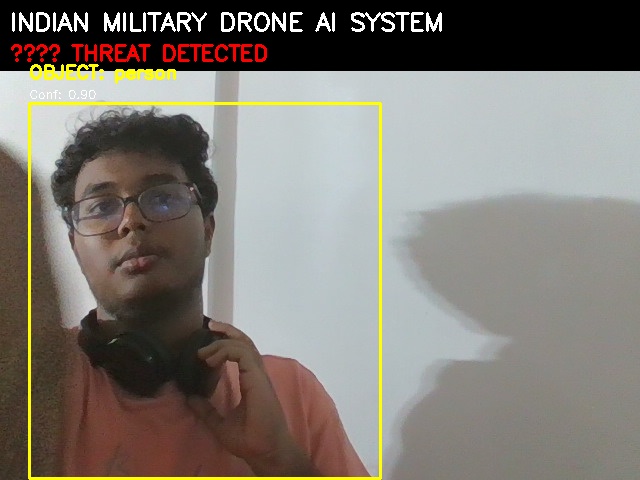 INDIAN MILITARY DRONE AI SYSTEM
???? THREAT DETECTED
OBJECT: person
Conf: 0.90